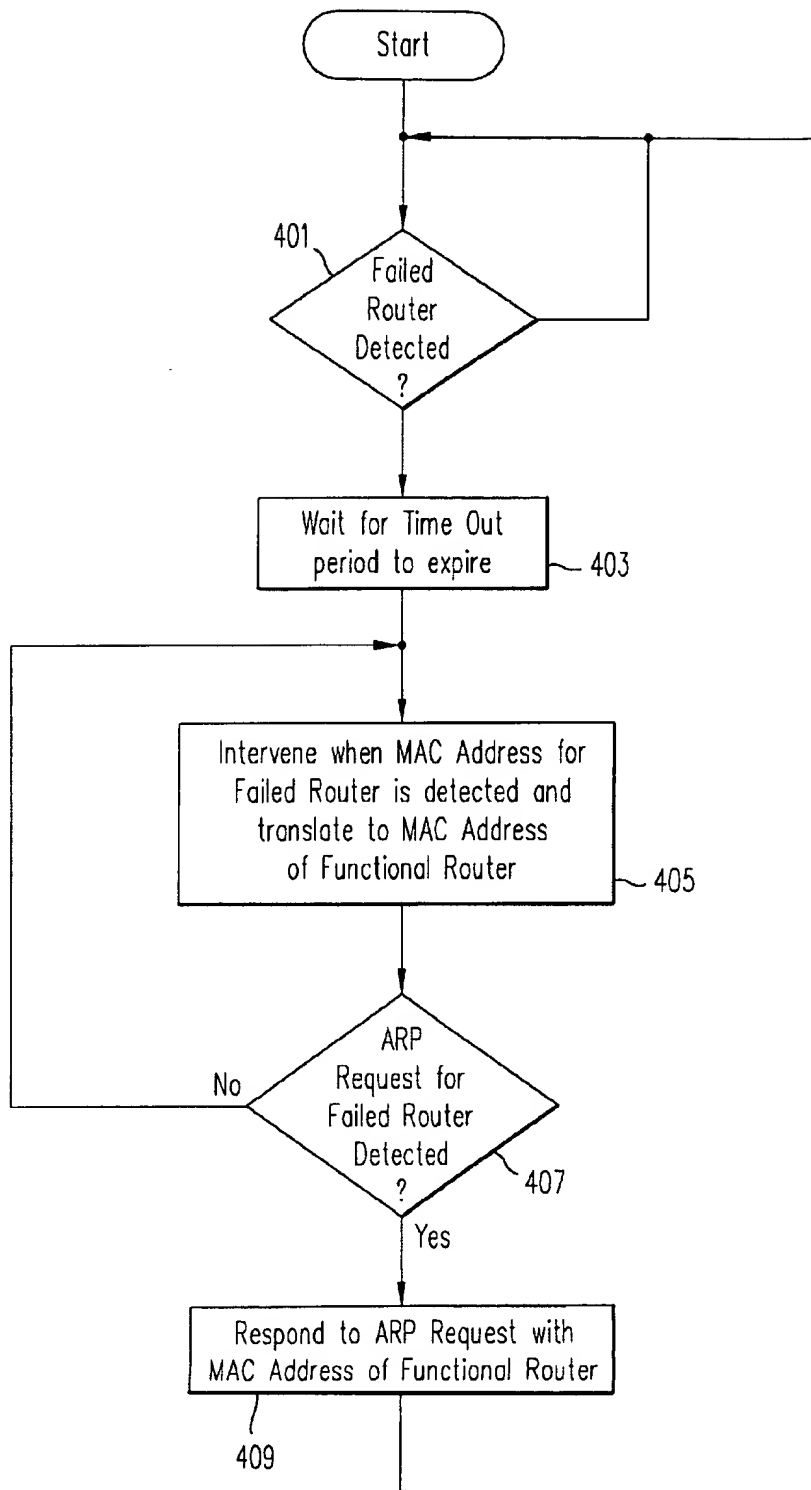 Start
401
Failed
Router
Detected
?
Wait for Time Out
period to expire
403
Intervene when MAC Address for
Failed Router is detected and
translate to MAC Address
of Functional Router
405
ARP
Request for
Failed Router
Detected
?
No
407
Yes
Respond to ARP Request with
MAC Address of Functional Router
409